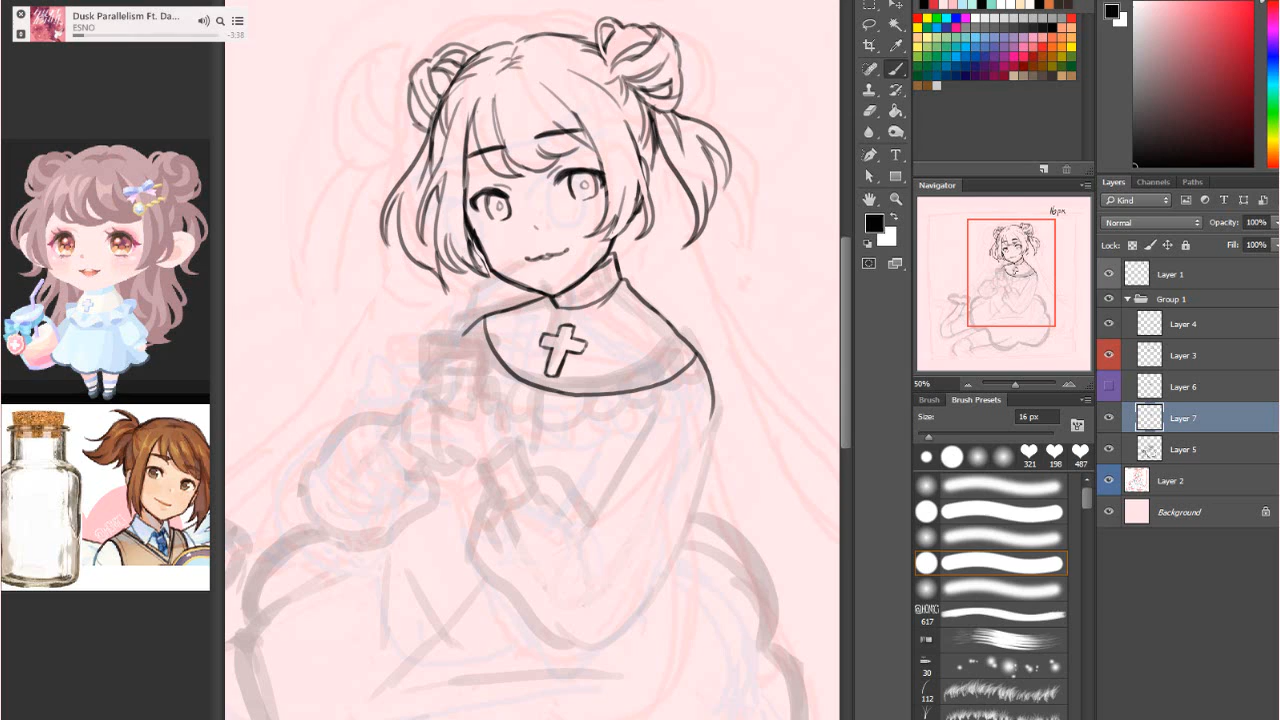 Dusk Parallelism Ft. Da...
ESNO
-3:38
16px
Navigator
50%
Brush
Brush Presets
Size:
16 px
321
198
487
617
30
112
Layers
Channels
Paths
Kind
Normal
Opacity:
100%
Lock:
Fill:
100%
Layer 1
Group 1
Layer 4
Layer 3
Layer 6
Layer 7
Layer 5
Layer 2
Background